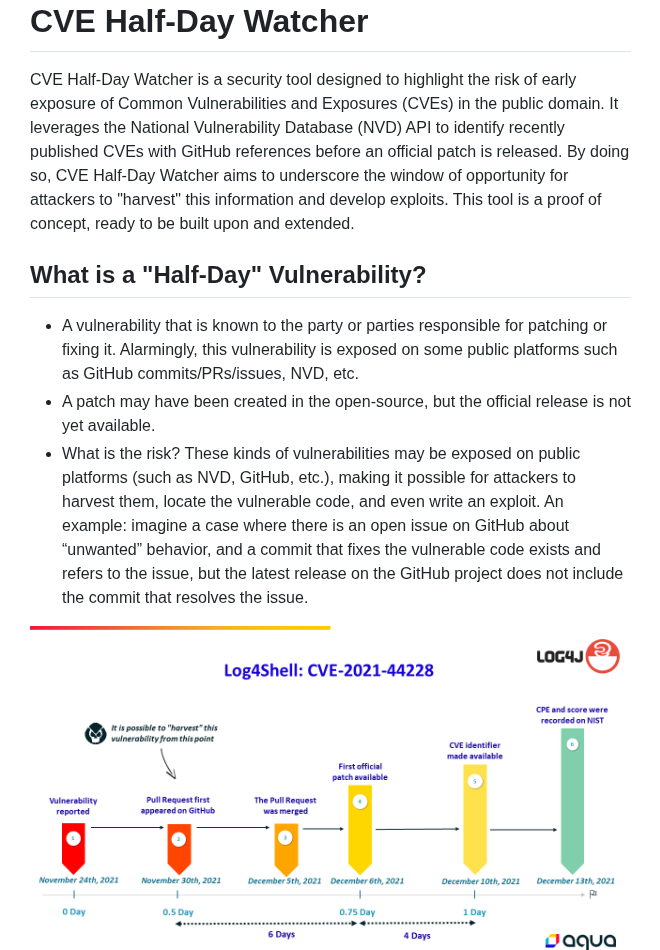 CVE Half-Day Watcher
CVE Half-Day Watcher is a security tool designed to highlight the risk of early
exposure of Common Vulnerabilities and Exposures (CVEs) in the public domain. It
leverages the National Vulnerability Database (NVD) API to identify recently
published CVEs with GitHub references before an official patch is released. By doing
so, CVE Half-Day Watcher aims to underscore the window of opportunity for
attackers to "harvest" this information and develop exploits. This tool is a proof of
concept, ready to be built upon and extended.
What is a "Half-Day" Vulnerability?
• A vulnerability that is known to the party or parties responsible for patching or
fixing it. Alarmingly, this vulnerability is exposed on some public platforms such
as GitHub commits/PRs/issues, NVD, etc.
• A patch may have been created in the open-source, but the official release is not
yet available.
• What is the risk? These kinds of vulnerabilities may be exposed on public
platforms (such as NVD, GitHub, etc.), making it possible for attackers to
harvest them, locate the vulnerable code, and even write an exploit. An
example: imagine a case where there is an open issue on GitHub about
“unwanted” behavior, and a commit that fixes the vulnerable code exists and
refers to the issue, but the latest release on the GitHub project does not include
the commit that resolves the issue.
LOG4J
Log4Shell: CVE-2021-44228
It is possible to "harvest" this
vulnerability from this point
Vulnerability
reported
Pull Request first
appeared on GitHub
The Pull Request
was merged
First official
patch available
CVE identifier
made available
CPE and score were
recorded on NIST
1
2
3
4
5
6
November 24th, 2021
November 30th, 2021
December 5th, 2021
December 6th, 2021
December 10th, 2021
December 13th, 2021
0 Day
0.5 Day
0.75 Day
1 Day
6 Days
4 Days
aqua